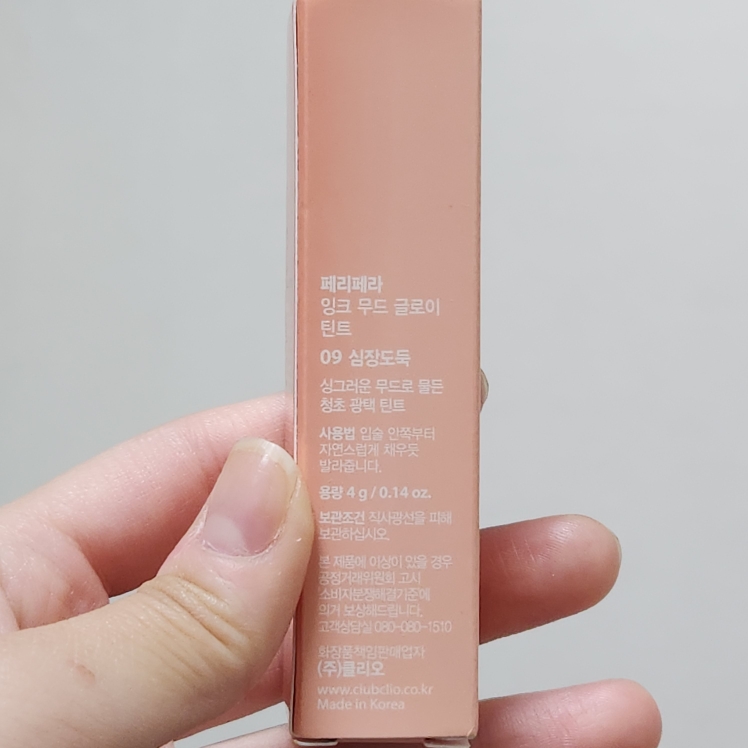 페리페라
잉크 무드 글로이
틴트
09 심장도둑
싱그러운 무드로 물든
청초 광택 틴트
사용법 입술 안쪽부터
자연스럽게 채우듯
발라줍니다.
용량 4 g / 0.14 oz.
보관조건 직사광선을 피해
보관하십시오.
본 제품에 이상이 있을 경우
공정거래위원회 고시
소비자분쟁해결기준에
의거 보상해드립니다.
고객상담실 080-080-1510
화장품책임판매업자
(주)클리오
www.clubclio.co.kr
Made in Korea